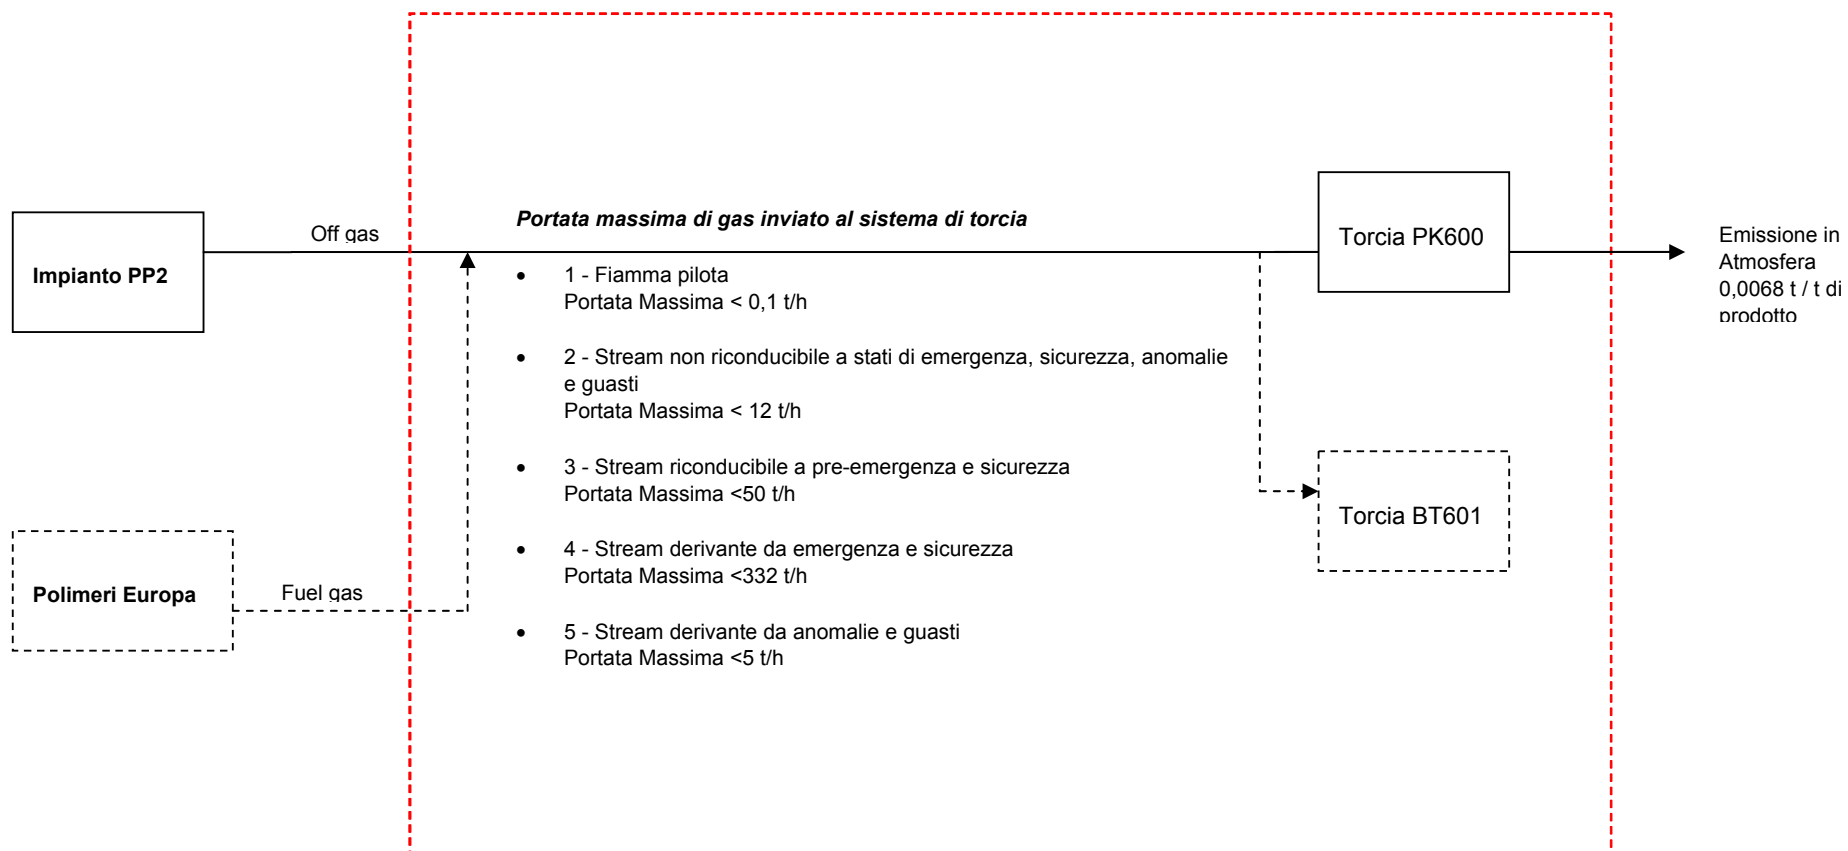 Impianto PP2
Off gas
Polimeri Europa
Fuel gas
Portata massima di gas inviato al sistema di torcia
• 1 - Fiamma pilota
Portata Massima < 0,1 t/h
• 2 - Stream non riconducibile a stati di emergenza, sicurezza, anomalie
e guasti
Portata Massima < 12 t/h
• 3 - Stream riconducibile a pre-emergenza e sicurezza
Portata Massima <50 t/h
• 4 - Stream derivante da emergenza e sicurezza
Portata Massima <332 t/h
• 5 - Stream derivante da anomalie e guasti
Portata Massima <5 t/h
Torcia PK600
Torcia BT601
Emissione in
Atmosfera
0,0068 t / t di
prodotto